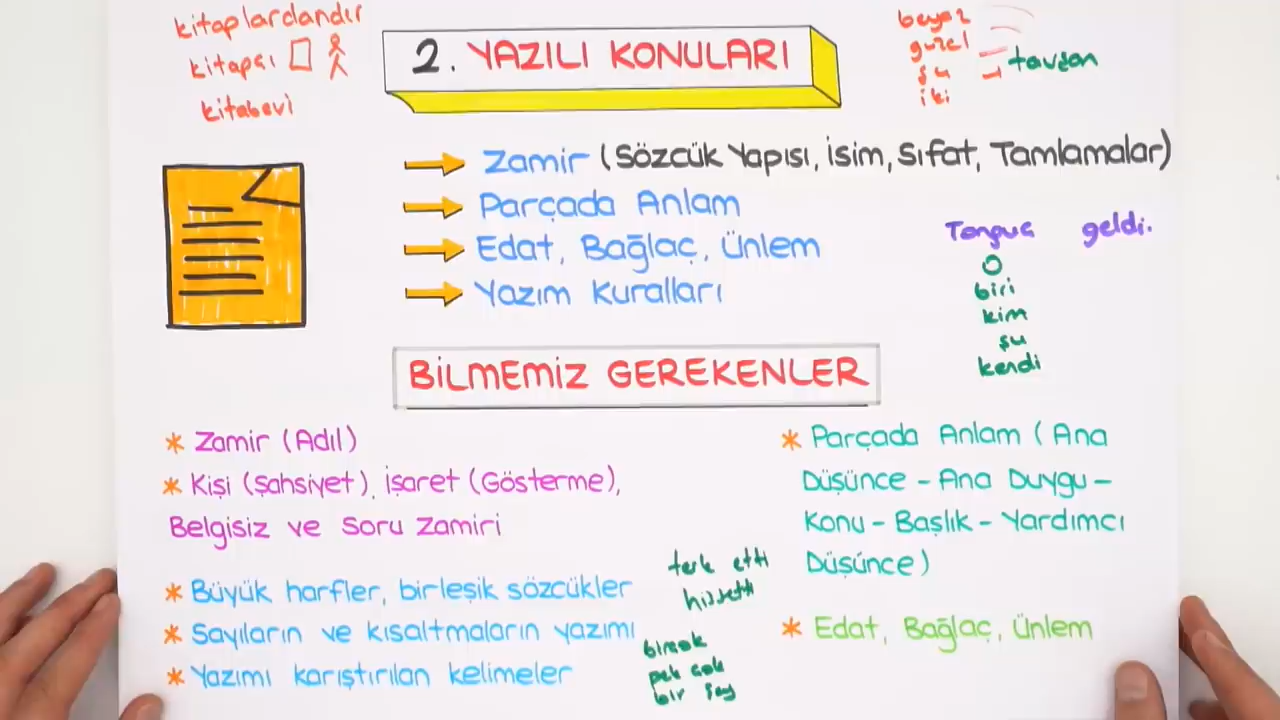 kitaplardandır
kitapçı
kitabevi
2. YAZILI KONULARI
beyaz
güzel
şu
iki
tavşan
Zamir (Sözcük Yapısı, İsim, Sıfat, Tamlamalar)
Parçada Anlam
Edat, Bağlaç, Ünlem
Yazım Kuralları
Tonguç geldi.
O
biri
kim
şu
kendi
BİLMEMİZ GEREKENLER
* Zamir (Adıl)
* Kişi (Şahsiyet), İşaret (Gösterme),
Belgisiz ve Soru Zamiri
* Büyük harfler, birleşik sözcükler
* Sayıların ve kısaltmaların yazımı
* Yazımı karıştırılan kelimeler
terk etti
hissetti
birçok
pek çok
bir şey
* Parçada Anlam (Ana
Düşünce - Ana Duygu -
Konu - Başlık - Yardımcı
Düşünce)
* Edat, Bağlaç, Ünlem